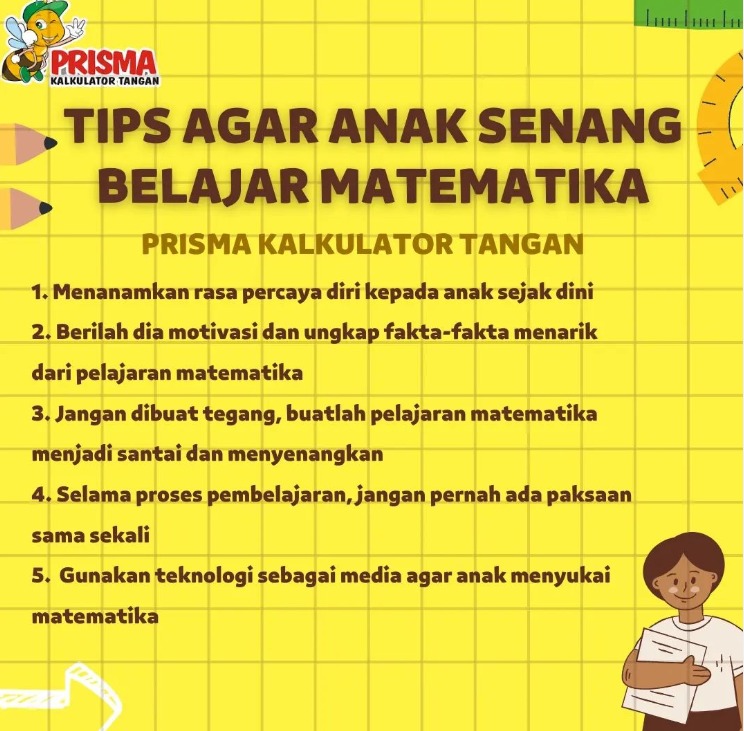 PRISMA
KALKULATOR TANGAN
TIPS AGAR ANAK SENANG
BELAJAR MATEMATIKA
PRISMA KALKULATOR TANGAN
1. Menanamkan rasa percaya diri kepada anak sejak dini
2. Berilah dia motivasi dan ungkap fakta-fakta menarik
dari pelajaran matematika
3. Jangan dibuat tegang, buatlah pelajaran matematika
menjadi santai dan menyenangkan
4. Selama proses pembelajaran, jangan pernah ada paksaan
sama sekali
5. Gunakan teknologi sebagai media agar anak menyukai
matematika